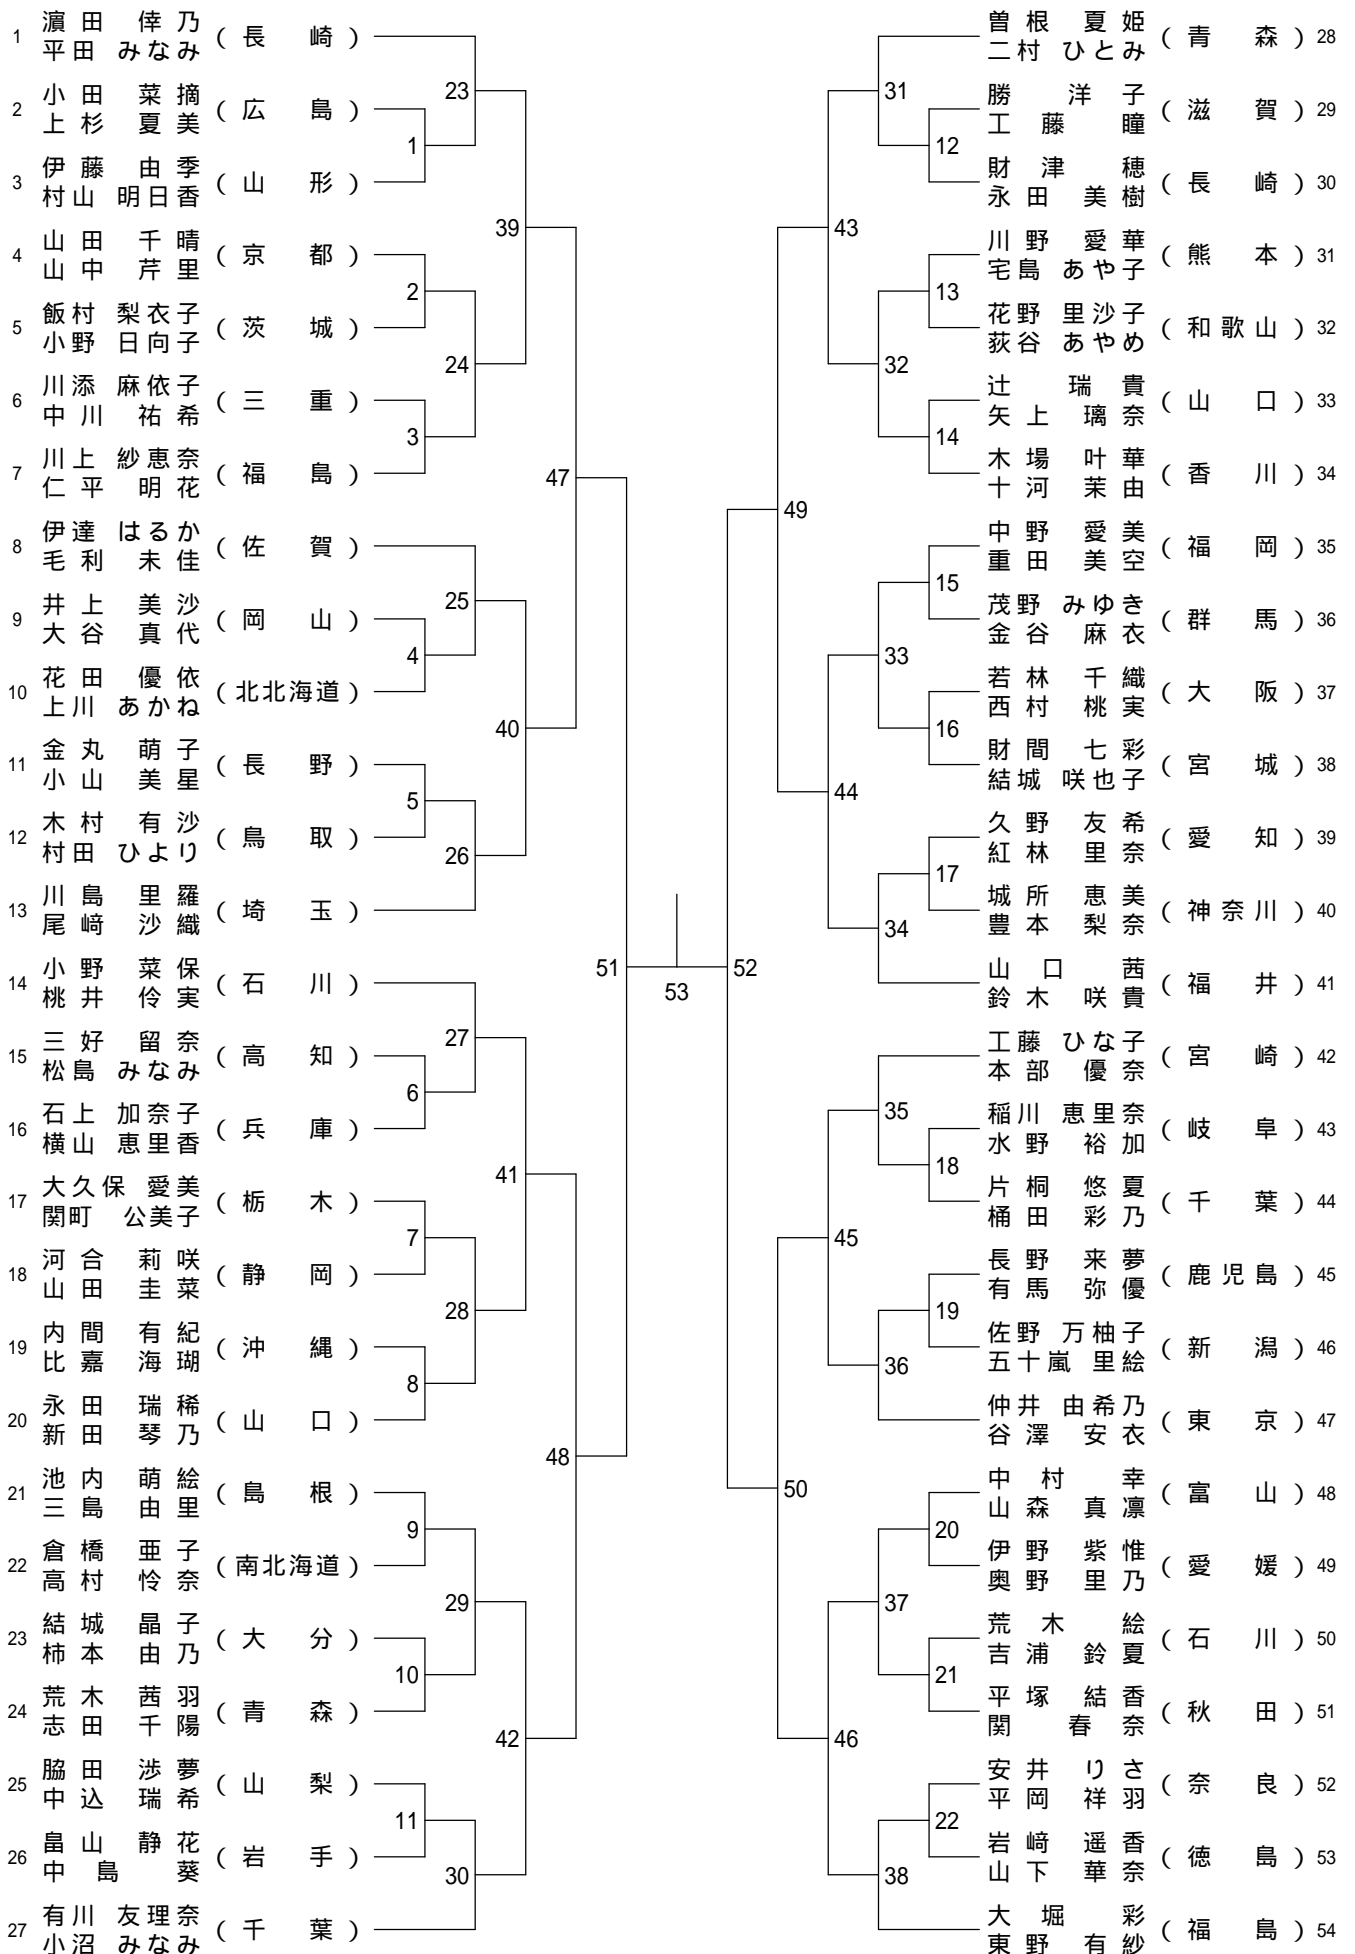 1 濵田 倖乃 (長崎)
平田 みなみ
2 小田 菜摘 (広島)
上杉 夏美
3 伊藤 由季 (山形)
村山 明日香
4 山田 千晴 (京都)
山中 芹里
5 飯村 梨衣子 (茨城)
小野 日向子
6 川添 麻依子 (三重)
中川 祐希
7 川上 紗恵奈 (福島)
仁平 明花
8 伊達 はるか (佐賀)
毛利 未佳
9 井上 美沙 (岡山)
大谷 真代
10 花田 優依 (北北海道)
上川 あかね
11 金丸 萌子 (長野)
小山 美星
12 木村 有沙 (鳥取)
村田 ひより
13 川島 里羅 (埼玉)
尾﨑 沙織
14 小野 菜保 (石川)
桃井 伶実
15 三好 留奈 (高知)
松島 みなみ
16 石上 加奈子 (兵庫)
横山 恵里香
17 大久保 愛美 (栃木)
関町 公美子
18 河合 莉咲 (静岡)
山田 圭菜
19 内間 有紀 (沖縄)
比嘉 海瑚
20 永田 瑞稀 (山口)
新田 琴乃
21 池内 萌絵 (島根)
三島 由里
22 倉橋 亜子 (南北海道)
高村 怜奈
23 結城 晶子 (大分)
柿本 由乃
24 荒木 茜羽 (青森)
志田 千陽
25 脇田 渉夢 (山梨)
中込 瑞希
26 畠山 静花 (岩手)
中島 葵
27 有川 友理奈 (千葉)
小沼 みなみ
23
1
39
2
24
3
47
25
4
40
5
26
51
27
6
41
7
28
8
48
9
29
10
42
11
30
53
52
31
12
43
13
32
14
49
15
33
16
44
17
34
35
18
45
19
36
50
20
37
21
46
22
38
曽根 夏姫 (青森) 28
二村 ひとみ
勝 洋子 (滋賀) 29
工藤 瞳
財津 穂 (長崎) 30
永田 美樹
川野 愛華 (熊本) 31
宅島 あや子
花野 里沙子 (和歌山) 32
荻谷 あやめ
辻 瑞貴 (山口) 33
矢上 璃奈
木場 叶華 (香川) 34
十河 茉由
中野 愛美 (福岡) 35
重田 美空
茂野 みゆき (群馬) 36
金谷 麻衣
若林 千織 (大阪) 37
西村 桃実
財間 七彩 (宮城) 38
結城 咲也子
久野 友希 (愛知) 39
紅林 里奈
城所 恵美 (神奈川) 40
豊本 梨奈
山口 茜 (福井) 41
鈴木 咲貴
工藤 ひな子 (宮崎) 42
本部 優奈
稲川 恵里奈 (岐阜) 43
水野 裕加
片桐 悠夏 (千葉) 44
桶田 彩乃
長野 来夢 (鹿児島) 45
有馬 弥優
佐野 万柚子 (新潟) 46
五十嵐 里絵
仲井 由希乃 (東京) 47
谷澤 安衣
中村 幸 (富山) 48
山森 真凛
伊野 紫惟 (愛媛) 49
奥野 里乃
荒木 絵 (石川) 50
吉浦 鈴夏
平塚 結香 (秋田) 51
関 春奈
安井 りさ (奈良) 52
平岡 祥羽
岩﨑 遥香 (徳島) 53
山下 華奈
大堀 彩 (福島) 54
東野 有紗